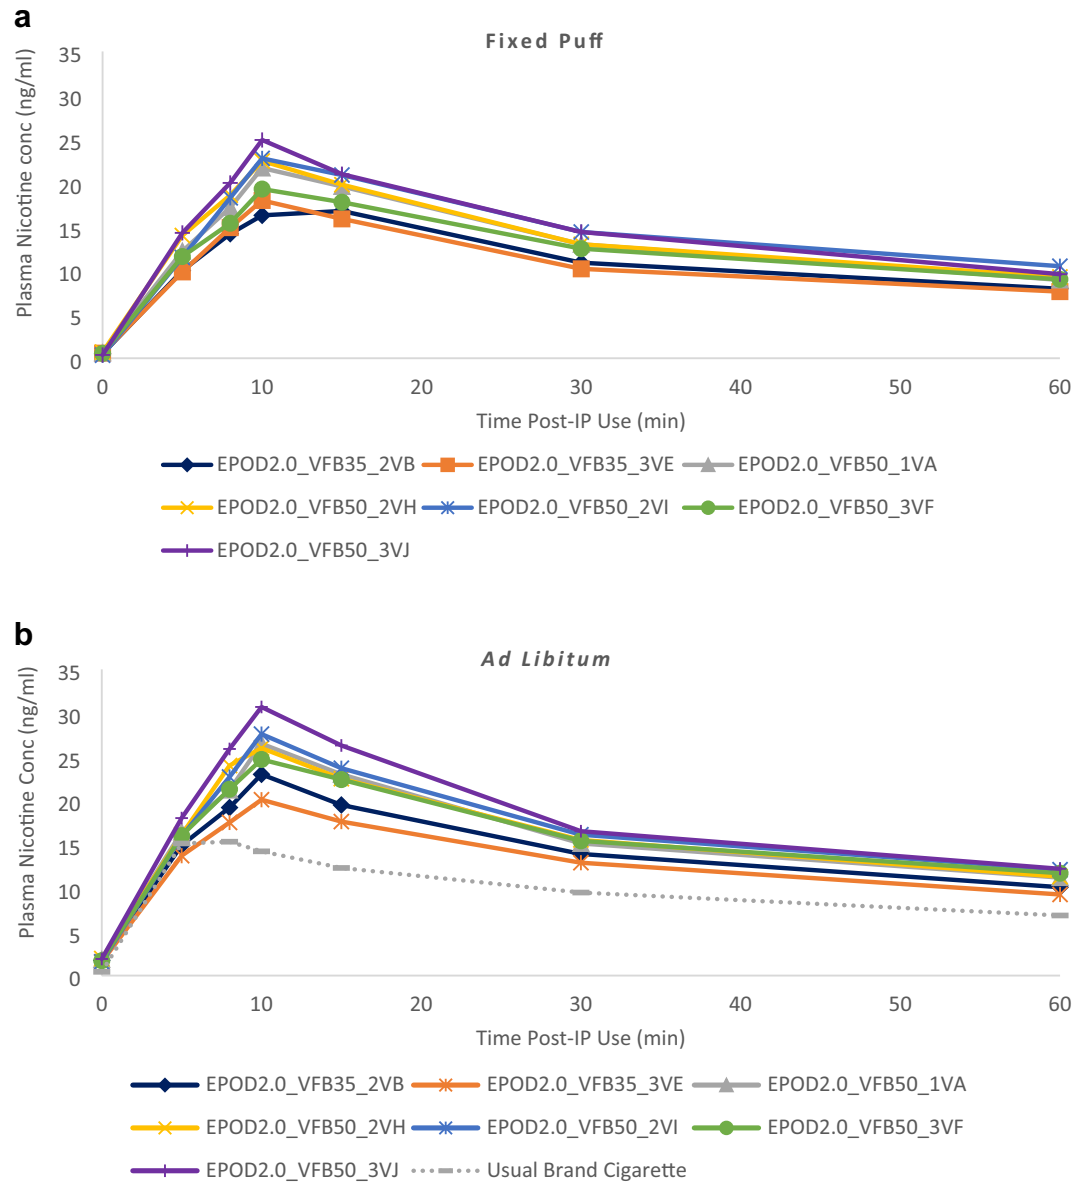 a
Fixed Puff
Plasma Nicotine conc (ng/ml)
35
30
25
20
15
10
5
0
0 10 20 30 40 50 60
Time Post-IP Use (min)
EPOD2.0_VFB35_2VB EPOD2.0_VFB35_3VE EPOD2.0_VFB50_1VA
EPOD2.0_VFB50_2VH EPOD2.0_VFB50_2VI EPOD2.0_VFB50_3VF
EPOD2.0_VFB50_3VJ
b
Ad Libitum
Plasma Nicotine Conc (ng/ml)
35
30
25
20
15
10
5
0
0 10 20 30 40 50 60
Time Post-IP Use (min)
EPOD2.0_VFB35_2VB EPOD2.0_VFB35_3VE EPOD2.0_VFB50_1VA
EPOD2.0_VFB50_2VH EPOD2.0_VFB50_2VI EPOD2.0_VFB50_3VF
EPOD2.0_VFB50_3VJ Usual Brand Cigarette